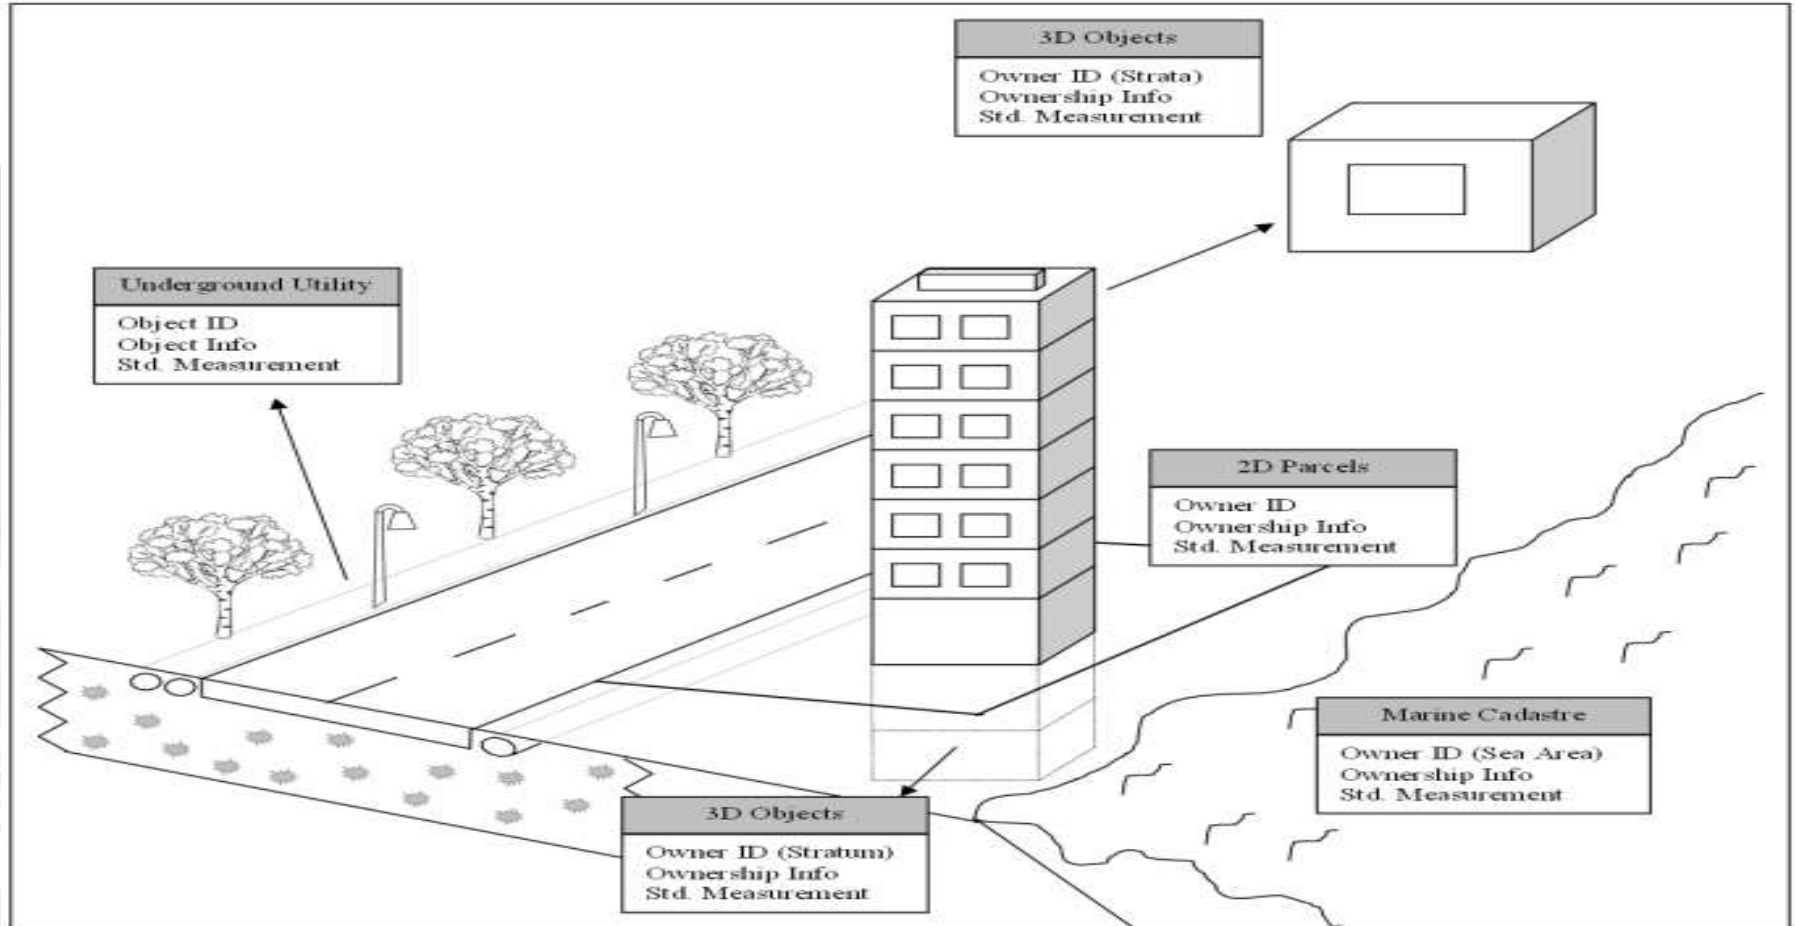 3D Objects
Owner ID (Strata)
Ownership Info
Std. Measurement
Underground Utility
Object ID
Object Info
Std. Measurement
2D Parcels
Owner ID
Ownership Info
Std. Measurement
Marine Cadastre
Owner ID (Sea Area)
Ownership Info
Std. Measurement
3D Objects
Owner ID (Stratum)
Ownership Info
Std. Measurement